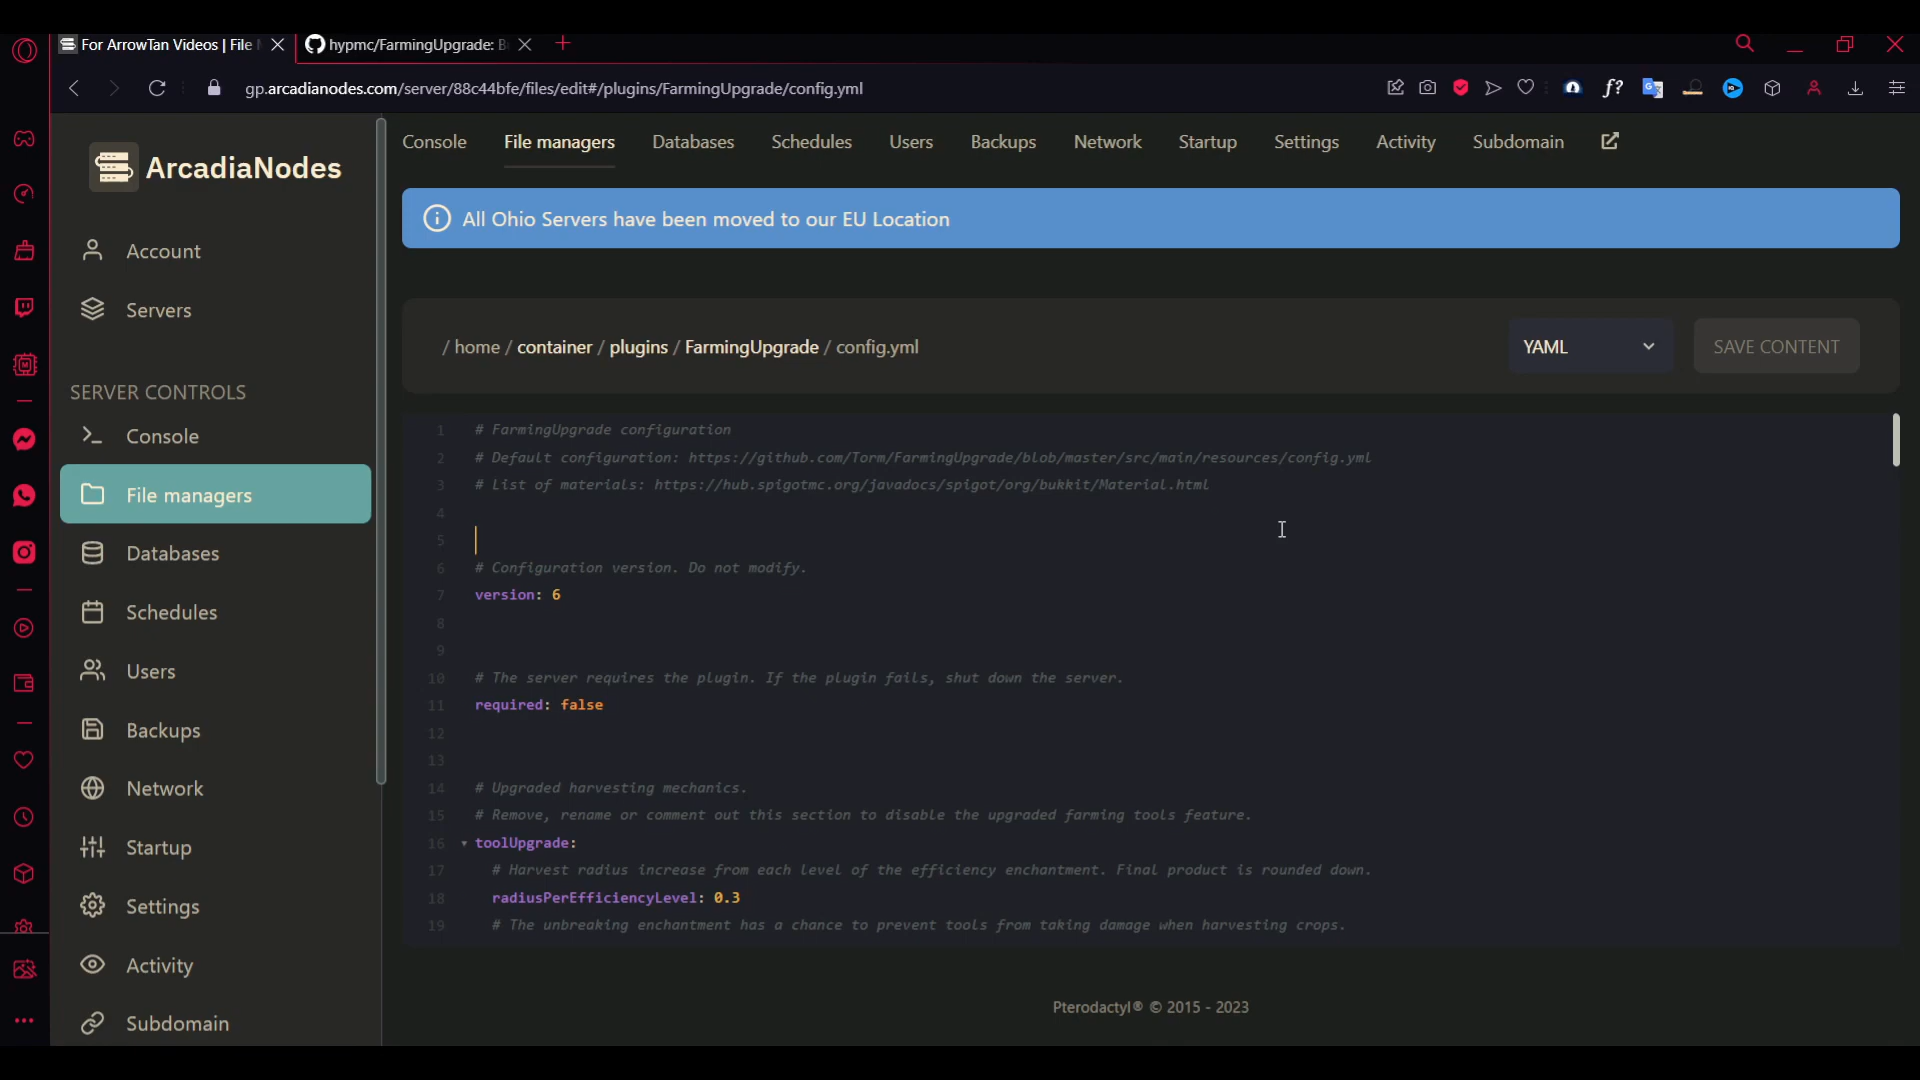 For ArrowTan Videos | File
hypmc/FarmingUpgrade: B
gp.arcadianodes.com/server/88c44bfe/files/edit#/plugins/FarmingUpgrade/config.yml
ArcadiaNodes
Account
Servers
SERVER CONTROLS
Console
File managers
Databases
Schedules
Users
Backups
Network
Startup
Settings
Activity
Subdomain
Console File managers Databases Schedules Users Backups Network Startup Settings Activity Subdomain
All Ohio Servers have been moved to our EU Location
/ home / container / plugins / FarmingUpgrade / config.yml
YAML
SAVE CONTENT
1 # FarmingUpgrade configuration
2 # Default configuration: https://github.com/Torm/FarmingUpgrade/blob/master/src/main/resources/config.yml
3 # List of materials: https://hub.spigotmc.org/javadocs/spigot/org/bukkit/Material.html
4
5
6 # Configuration version. Do not modify.
7 version: 6
8
9
10 # The server requires the plugin. If the plugin fails, shut down the server.
11 required: false
12
13
14 # Upgraded harvesting mechanics.
15 # Remove, rename or comment out this section to disable the upgraded farming tools feature.
16 toolUpgrade:
17 # Harvest radius increase from each level of the efficiency enchantment. Final product is rounded down.
18 radiusPerEfficiencyLevel: 0.3
19 # The unbreaking enchantment has a chance to prevent tools from taking damage when harvesting crops.
Pterodactyl® © 2015 - 2023